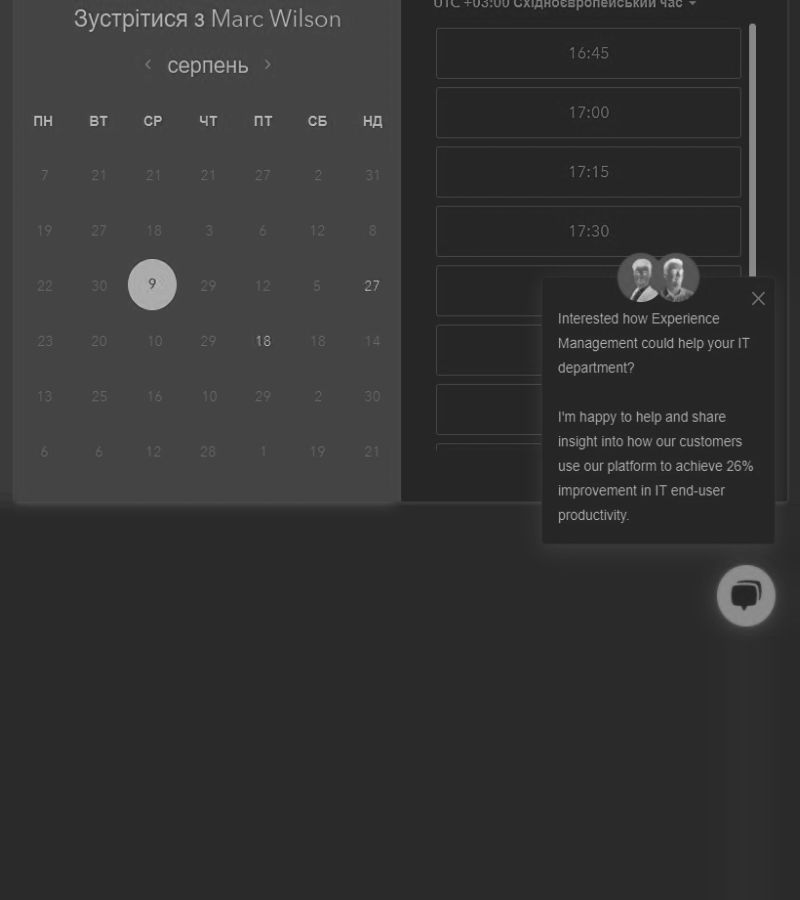 Зустрітися з Marc Wilson
серпень
ПН ВТ СР ЧТ ПТ СБ НД
7 21 21 21 27 2 31
19 27 18 3 6 12 8
22 30 9 29 12 5 27
23 20 10 29 18 18 14
13 25 16 10 29 2 30
6 6 12 28 1 19 21
UTC +03:00 Східноєвропейський час
16:45
17:00
17:15
17:30
Interested how Experience
Management could help your IT
department?
I'm happy to help and share
insight into how our customers
use our platform to achieve 26%
improvement in IT end-user
productivity.